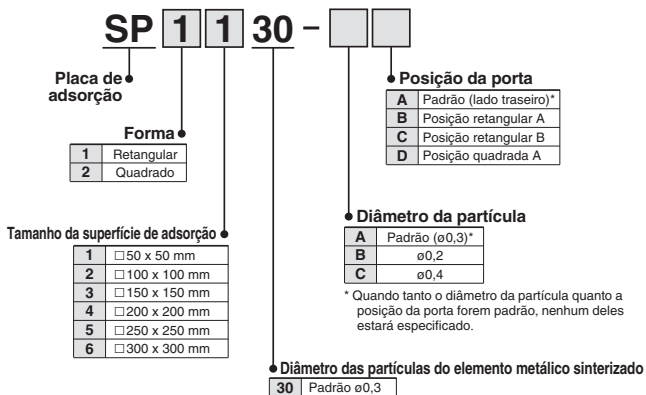 SP 1 1 30 –
Placa de
adsorção
Forma
1 Retangular
2 Quadrado
Tamanho da superfície de adsorção
1 □50 x 50 mm
2 □100 x 100 mm
3 □150 x 150 mm
4 □200 x 200 mm
5 □250 x 250 mm
6 □300 x 300 mm
Posição da porta
A Padrão (lado traseiro)*
B Posição retangular A
C Posição retangular B
D Posição quadrada A
Diâmetro da partícula
A Padrão (ø0,3)*
B ø0,2
C ø0,4
* Quando tanto o diâmetro da partícula quanto a
posição da porta forem padrão, nenhum deles
estará especificado.
Diâmetro das partículas do elemento metálico sinterizado
30 Padrão ø0,3